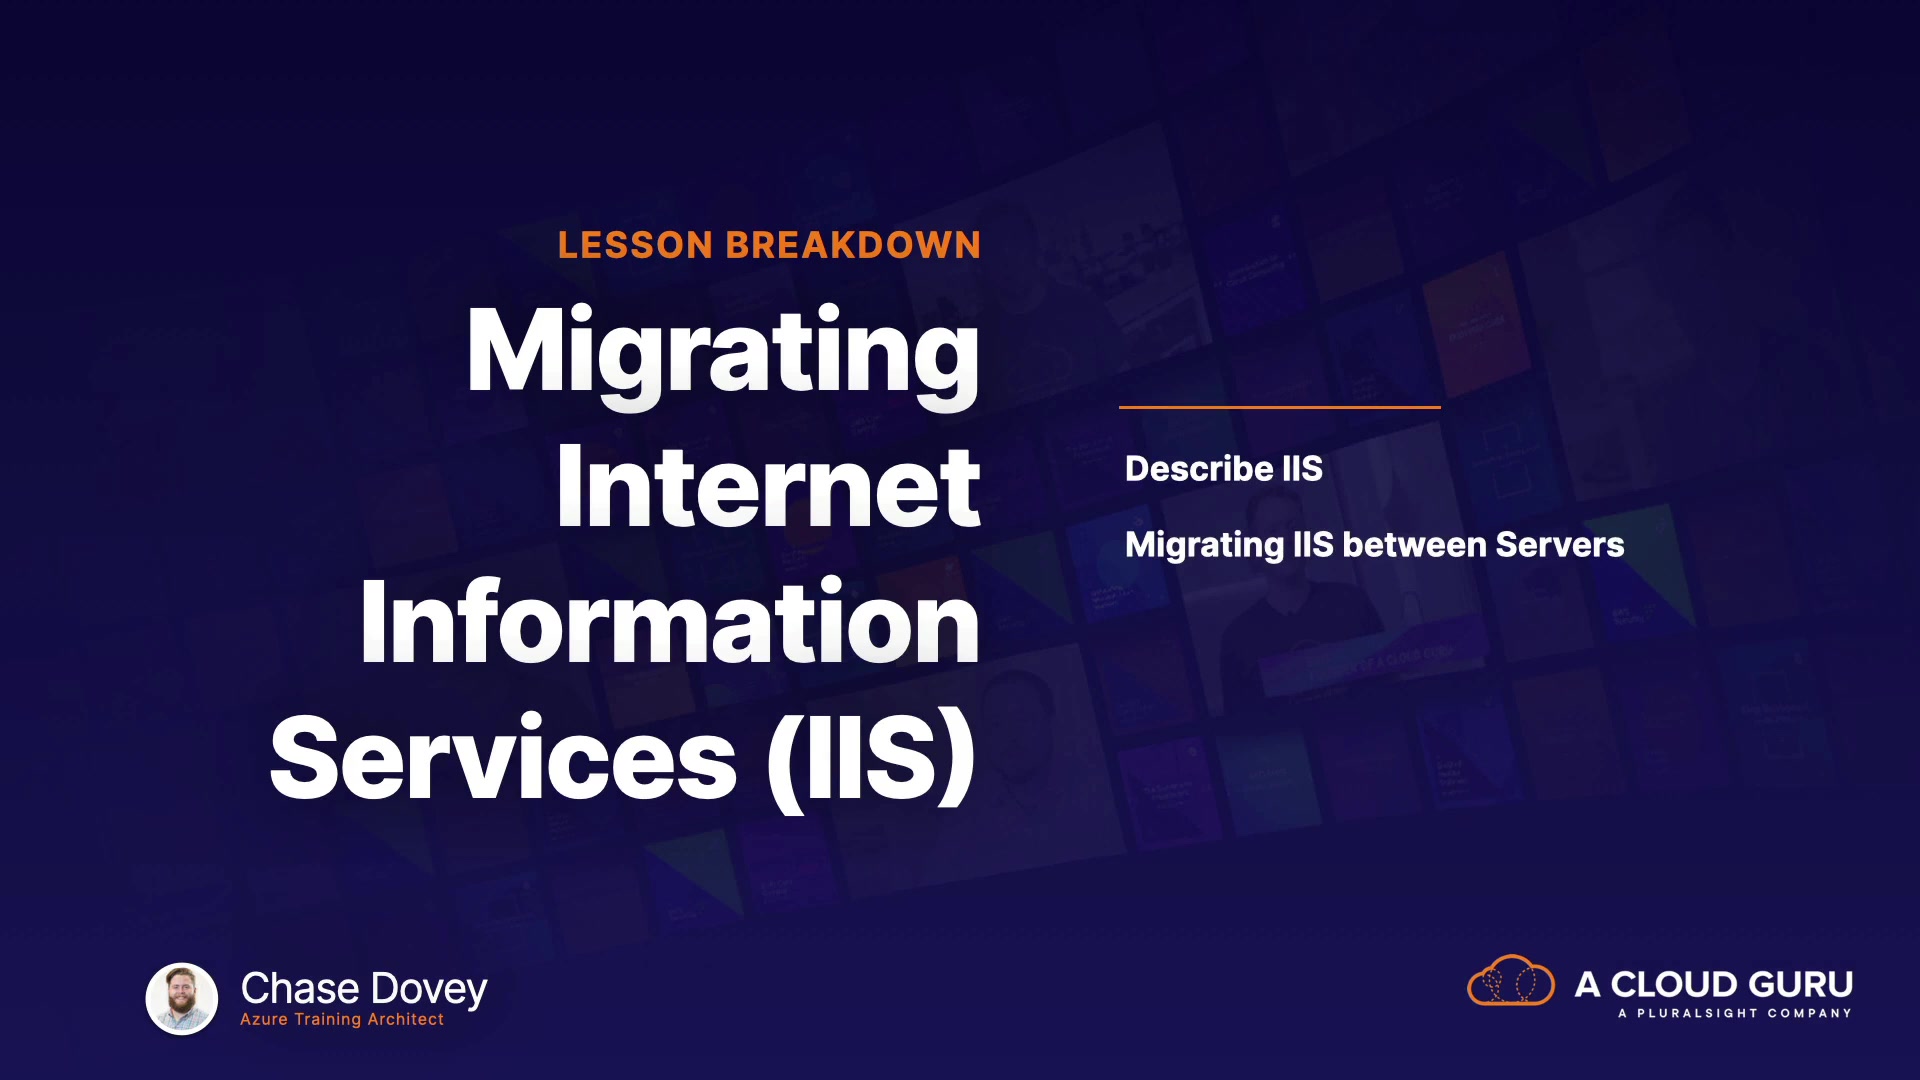 LESSON BREAKDOWN
Migrating
Internet
Information
Services (IIS)
Describe IIS
Migrating IIS between Servers
Chase Dovey
Azure Training Architect
A CLOUD GURU
A PLURALSIGHT COMPANY